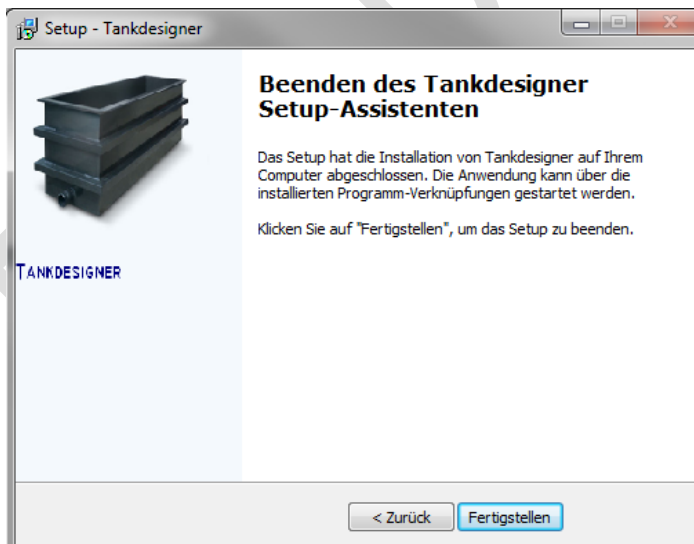 Setup - Tankdesigner
Beenden des Tankdesigner
Setup-Assistenten
Das Setup hat die Installation von Tankdesigner auf Ihrem
Computer abgeschlossen. Die Anwendung kann über die
installierten Programm-Verknüpfungen gestartet werden.
Klicken Sie auf "Fertigstellen", um das Setup zu beenden.
TANKDESIGNER
< Zurück
Fertigstellen